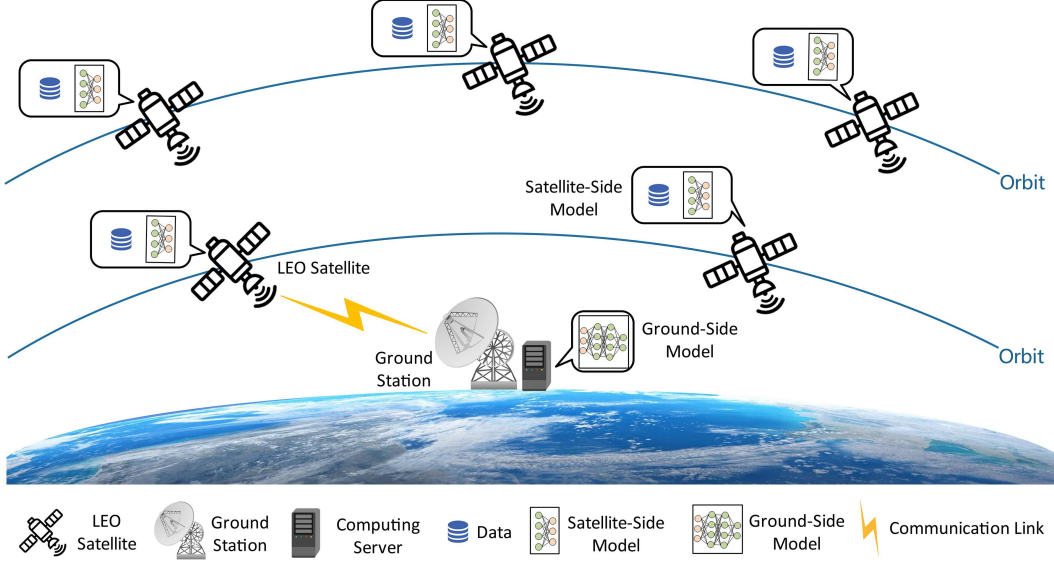 Orbit
Satellite-Side
Model
LEO Satellite
Ground-Side
Model
Ground
Station
Orbit
LEO
Satellite
Ground
Station
Computing
Server
Data
Satellite-Side
Model
Ground-Side
Model
Communication Link